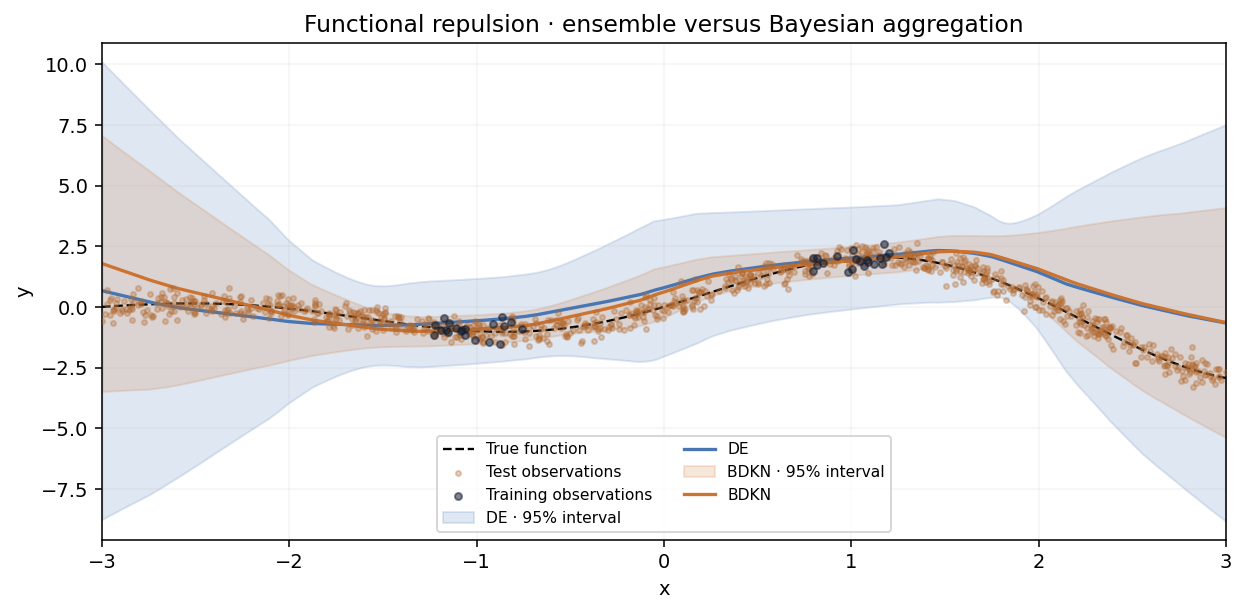 Functional repulsion · ensemble versus Bayesian aggregation
y
10.0
7.5
5.0
2.5
0.0
−2.5
−5.0
−7.5
True function
Test observations
Training observations
DE · 95% interval
DE
BDKN · 95% interval
BDKN
−3 −2 −1 0 1 2 3
x